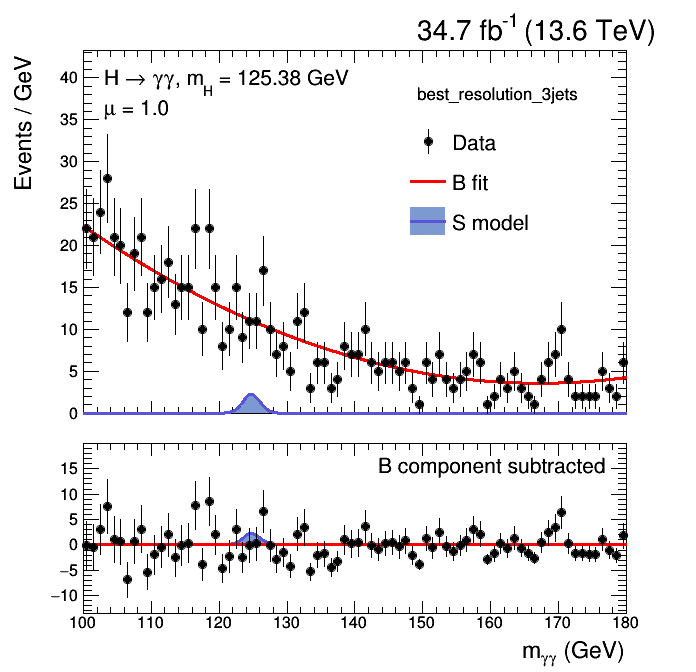 34.7 fb⁻¹ (13.6 TeV)
Events / GeV
H → γγ, m_H = 125.38 GeV
μ = 1.0
best_resolution_3jets
Data
B fit
S model
40
35
30
25
20
15
10
5
0
B component subtracted
15
10
5
0
−5
−10
100 110 120 130 140 150 160 170 180
m_γγ (GeV)